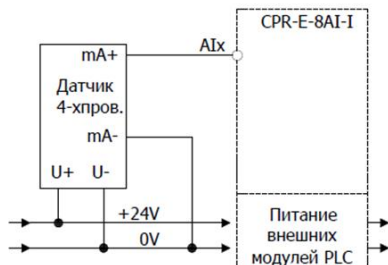 CPR-E-8AI-I
mA+
AIx
Датчик
4-хпров.
mA-
U+ U-
+24V
0V
Питание
внешних
модулей PLC